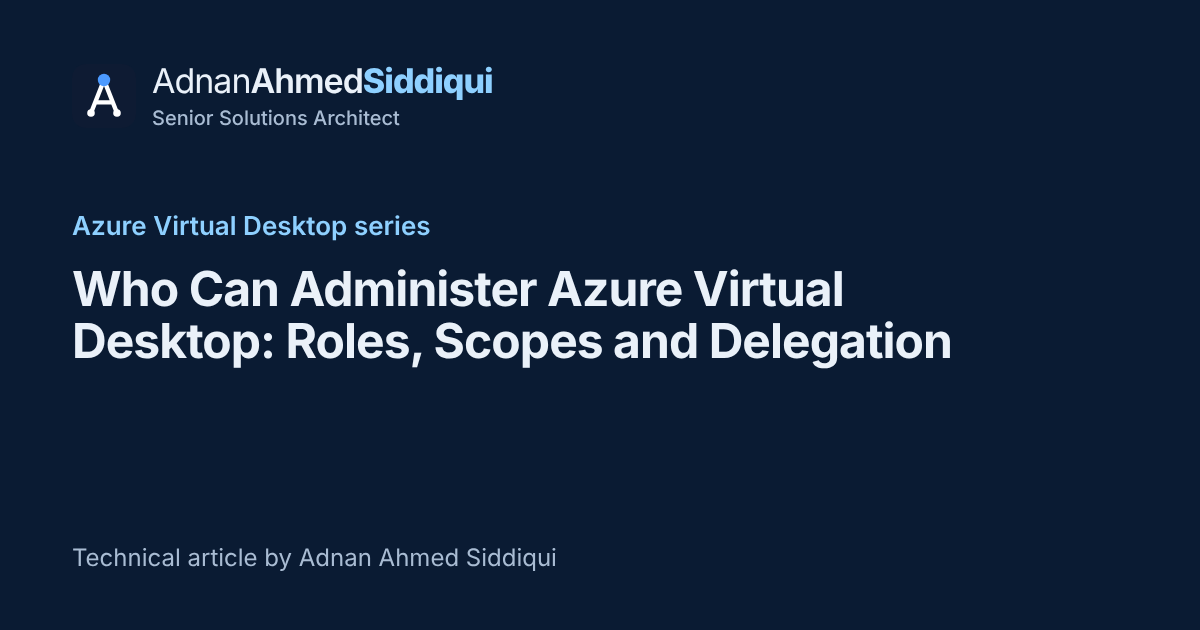 AdnanAhmedSiddiqui
Senior Solutions Architect
Azure Virtual Desktop series
Who Can Administer Azure Virtual
Desktop: Roles, Scopes and Delegation
Technical article by Adnan Ahmed Siddiqui